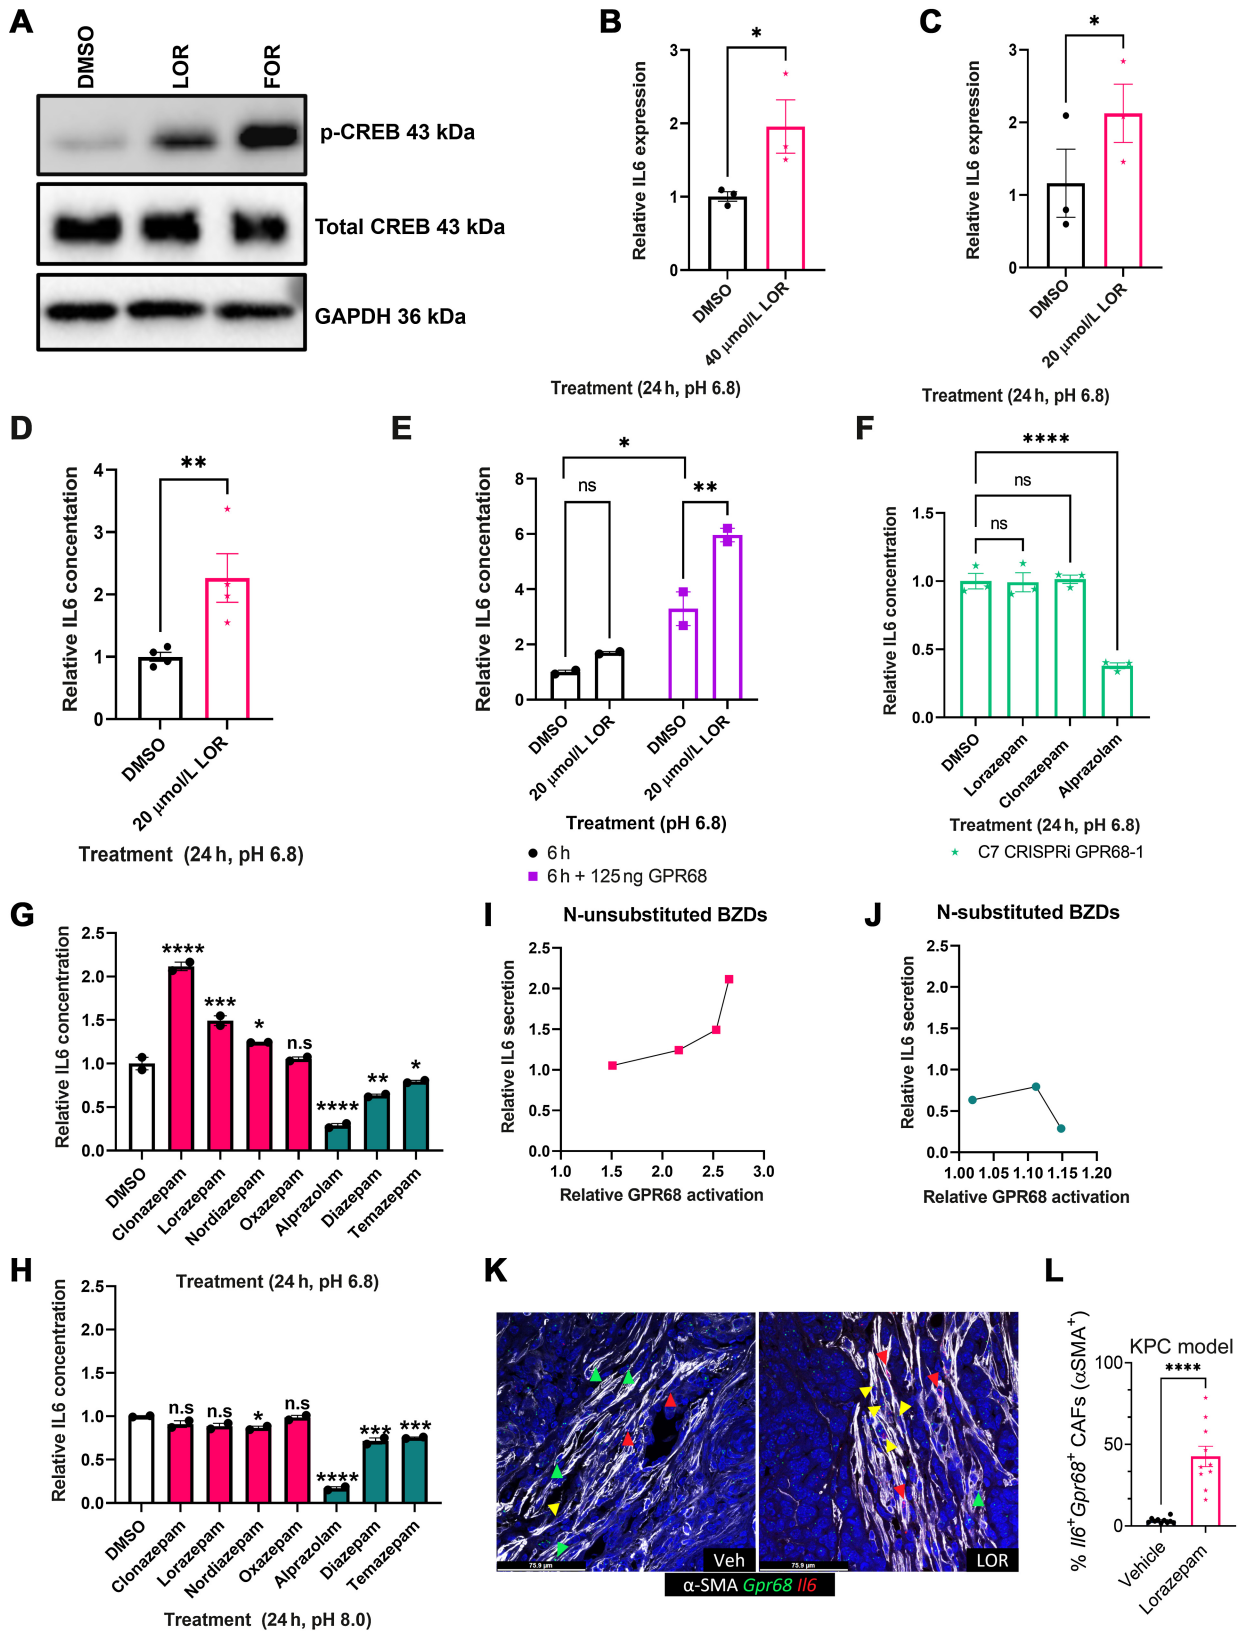 A
DMSO
LOR
FOR
p-CREB 43 kDa
Total CREB 43 kDa
GAPDH 36 kDa
B
*
Relative IL6 expression
3
2
1
0
DMSO
40 μmol/L LOR
Treatment (24 h, pH 6.8)
C
*
Relative IL6 expression
3
2
1
0
DMSO
20 μmol/L LOR
Treatment (24 h, pH 6.8)
D
**
Relative IL6 concentration
4
3
2
1
0
DMSO
20 μmol/L LOR
Treatment (24 h, pH 6.8)
E
*
ns
**
Relative IL6 concentration
8
6
4
2
0
DMSO
20 μmol/L LOR
DMSO
20 μmol/L LOR
Treatment (pH 6.8)
6 h
6 h + 125 ng GPR68
F
****
ns
ns
Relative IL6 concentration
1.5
1.0
0.5
0.0
DMSO
Lorazepam
Clonazepam
Alprazolam
Treatment (24 h, pH 6.8)
C7 CRISPRi GPR68-1
G
Relative IL6 concentration
2.5
2.0
1.5
1.0
0.5
0.0
****
***
*
n.s
****
**
*
DMSO
Clonazepam
Lorazepam
Nordiazepam
Oxazepam
Alprazolam
Diazepam
Temazepam
Treatment (24 h, pH 6.8)
H
Relative IL6 concentration
2.5
2.0
1.5
1.0
0.5
0.0
n.s
n.s
*
n.s
****
***
***
DMSO
Clonazepam
Lorazepam
Nordiazepam
Oxazepam
Alprazolam
Diazepam
Temazepam
Treatment (24 h, pH 8.0)
I
N-unsubstituted BZDs
Relative IL6 secretion
2.5
2.0
1.5
1.0
0.5
0.0
1.0 1.5 2.0 2.5 3.0
Relative GPR68 activation
J
N-substituted BZDs
Relative IL6 secretion
2.5
2.0
1.5
1.0
0.5
0.0
1.00 1.05 1.10 1.15 1.20
Relative GPR68 activation
K
75.9 μm
Veh
75.9 μm
LOR
α-SMA Gpr68 Il6
L
KPC model
% Il6+Gpr68+ CAFs (αSMA+)
****
100
50
0
Vehicle
Lorazepam